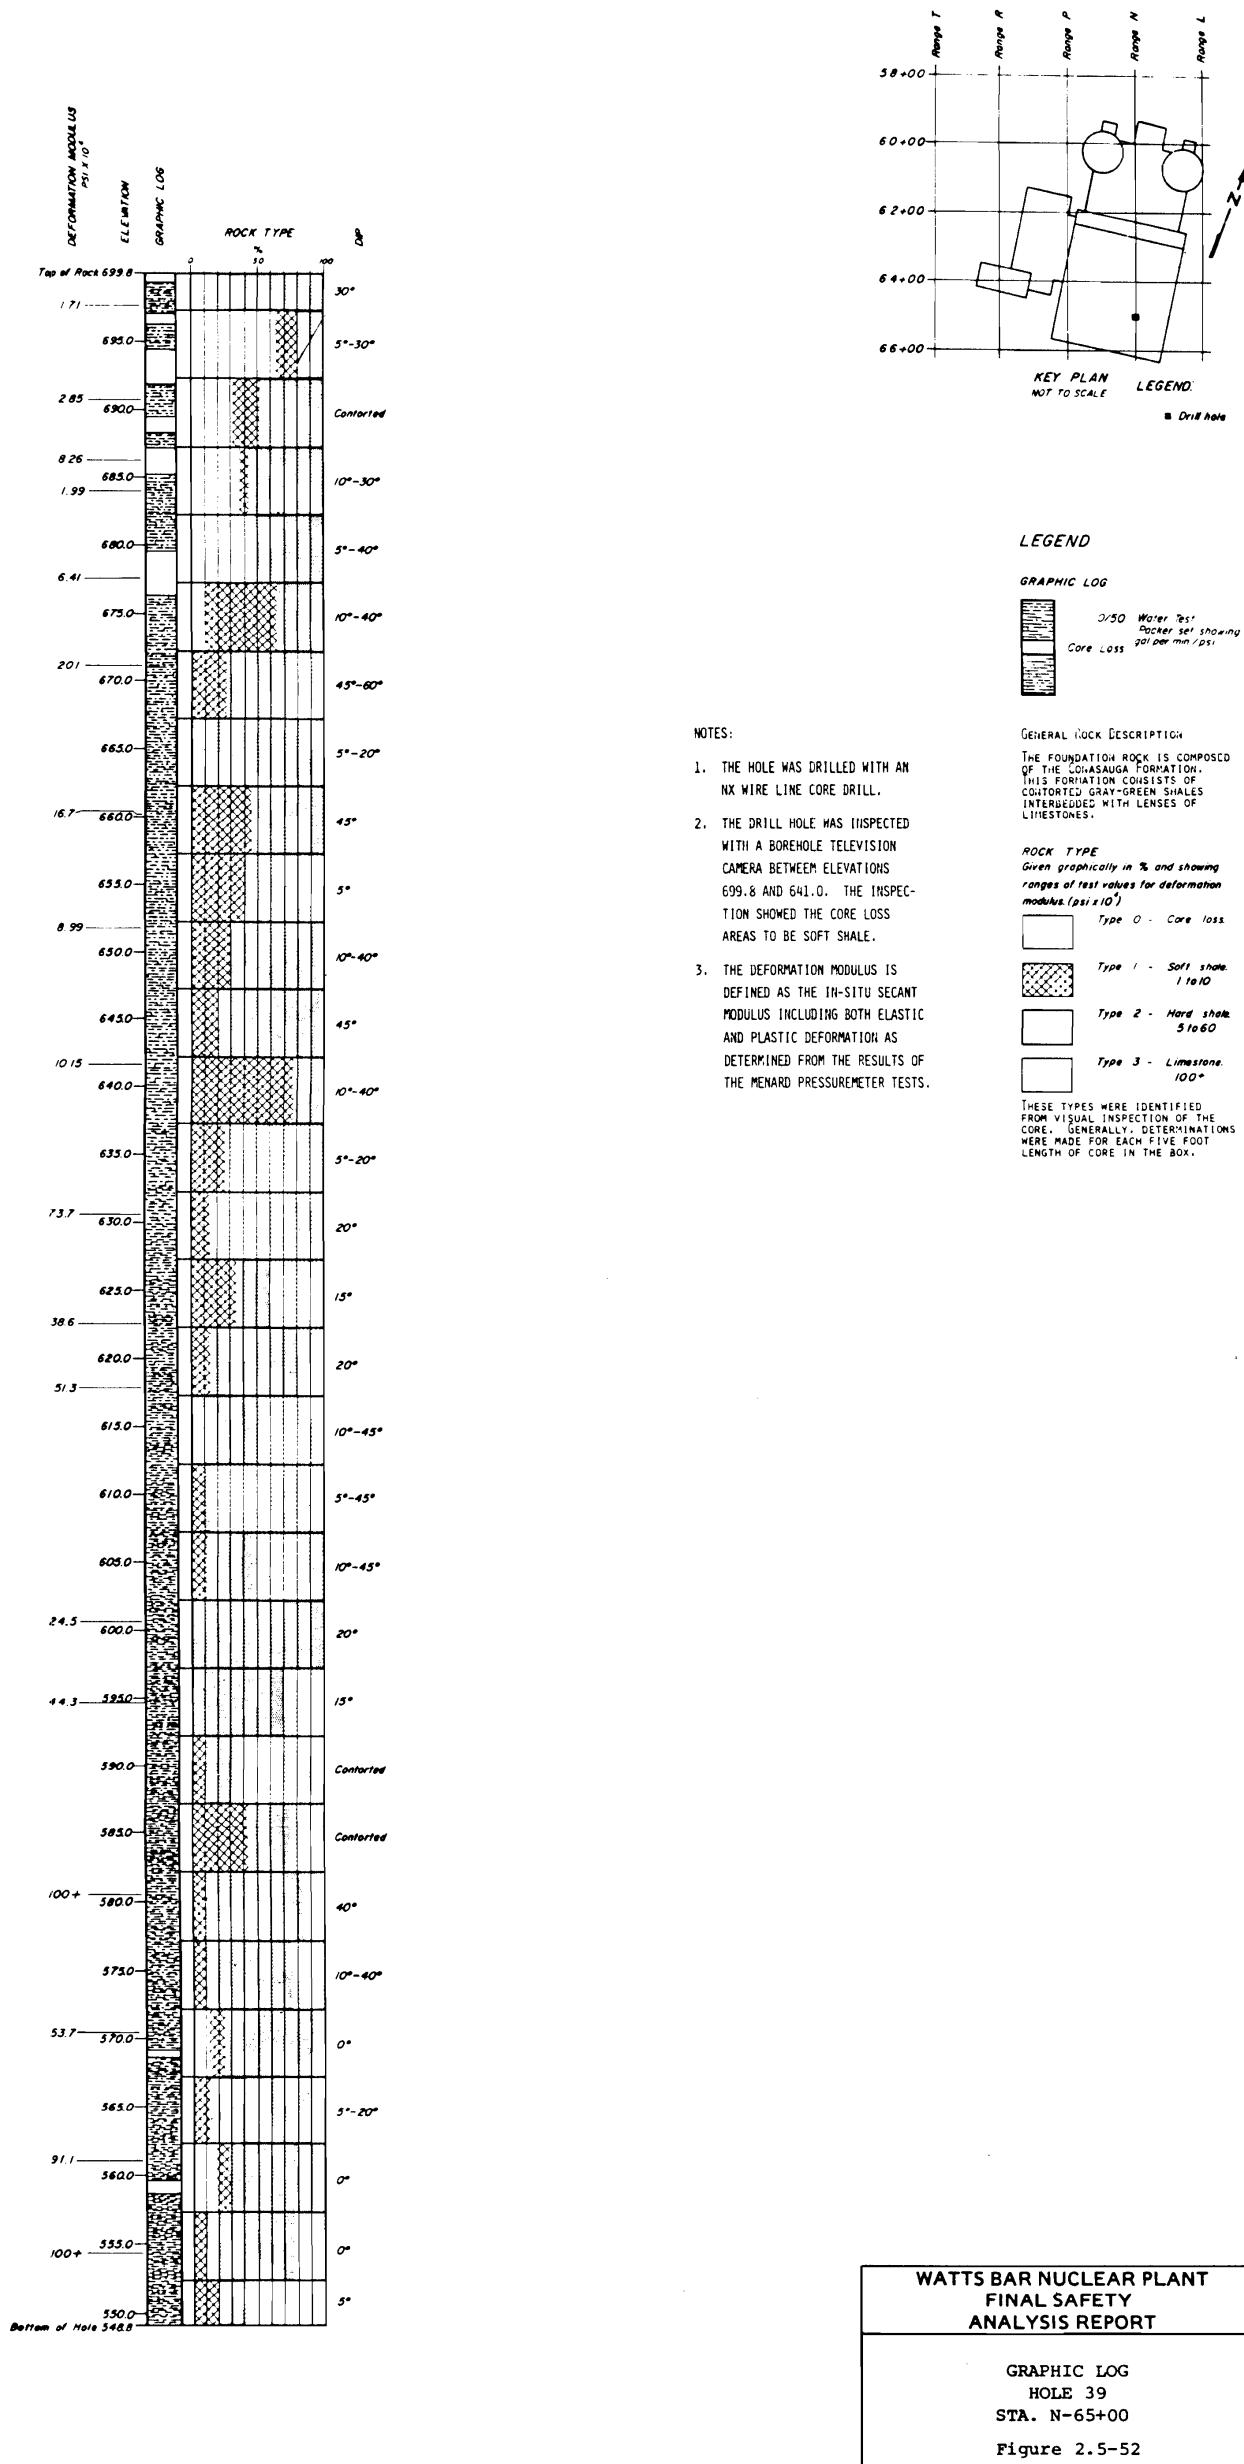 Range T
Range R
Range P
Range N
Range L
58+00
60+00
62+00
64+00
66+00
N
KEY PLAN
NOT TO SCALE
LEGEND:
Drill hole
DEFORMATION MODULUS
PSI X 10⁴
ELEVATION
GRAPHIC LOG
ROCK TYPE
%
DIP
0 50 100
Top of Rock 699.8
30°
1.71
695.0
5°-30°
2.85
690.0
Contorted
8.26
685.0
10°-30°
1.99
680.0
5°-40°
6.41
675.0
10°-40°
201
670.0
45°-60°
665.0
5°-20°
16.7
660.0
45°
655.0
5°
8.99
650.0
10°-40°
645.0
45°
10.15
640.0
10°-40°
635.0
5°-20°
73.7
630.0
20°
625.0
15°
38.6
620.0
20°
51.3
615.0
10°-45°
610.0
5°-45°
605.0
10°-45°
24.5
600.0
20°
595.0
44.3
15°
590.0
Contorted
585.0
Contorted
100+
580.0
40°
575.0
10°-40°
53.7
570.0
0°
565.0
5°-20°
91.1
560.0
0°
555.0
100+
0°
550.0
5°
Bottom of Hole 548.8
LEGEND
GRAPHIC LOG
0/50 Water Test
Packer set showing
gal per min / psi
Core Loss
GENERAL ROCK DESCRIPTION
THE FOUNDATION ROCK IS COMPOSED
OF THE CONASAUGA FORMATION.
THIS FORMATION CONSISTS OF
CONTORTED GRAY-GREEN SHALES
INTERBEDDED WITH LENSES OF
LIMESTONES.
ROCK TYPE
Given graphically in % and showing
ranges of test values for deformation
modulus. (psi x 10⁴)
Type 0 - Core loss.
Type 1 - Soft shale.
1 to 10
Type 2 - Hard shale
5 to 60
Type 3 - Limestone.
100+
THESE TYPES WERE IDENTIFIED
FROM VISUAL INSPECTION OF THE
CORE. GENERALLY, DETERMINATIONS
WERE MADE FOR EACH FIVE FOOT
LENGTH OF CORE IN THE BOX.
NOTES:
1. THE HOLE WAS DRILLED WITH AN
NX WIRE LINE CORE DRILL.
2. THE DRILL HOLE WAS INSPECTED
WITH A BOREHOLE TELEVISION
CAMERA BETWEEM ELEVATIONS
699.8 AND 641.0. THE INSPEC-
TION SHOWED THE CORE LOSS
AREAS TO BE SOFT SHALE.
3. THE DEFORMATION MODULUS IS
DEFINED AS THE IN-SITU SECANT
MODULUS INCLUDING BOTH ELASTIC
AND PLASTIC DEFORMATION AS
DETERMINED FROM THE RESULTS OF
THE MENARD PRESSUREMETER TESTS.
WATTS BAR NUCLEAR PLANT
FINAL SAFETY
ANALYSIS REPORT
GRAPHIC LOG
HOLE 39
STA. N-65+00
Figure 2.5-52